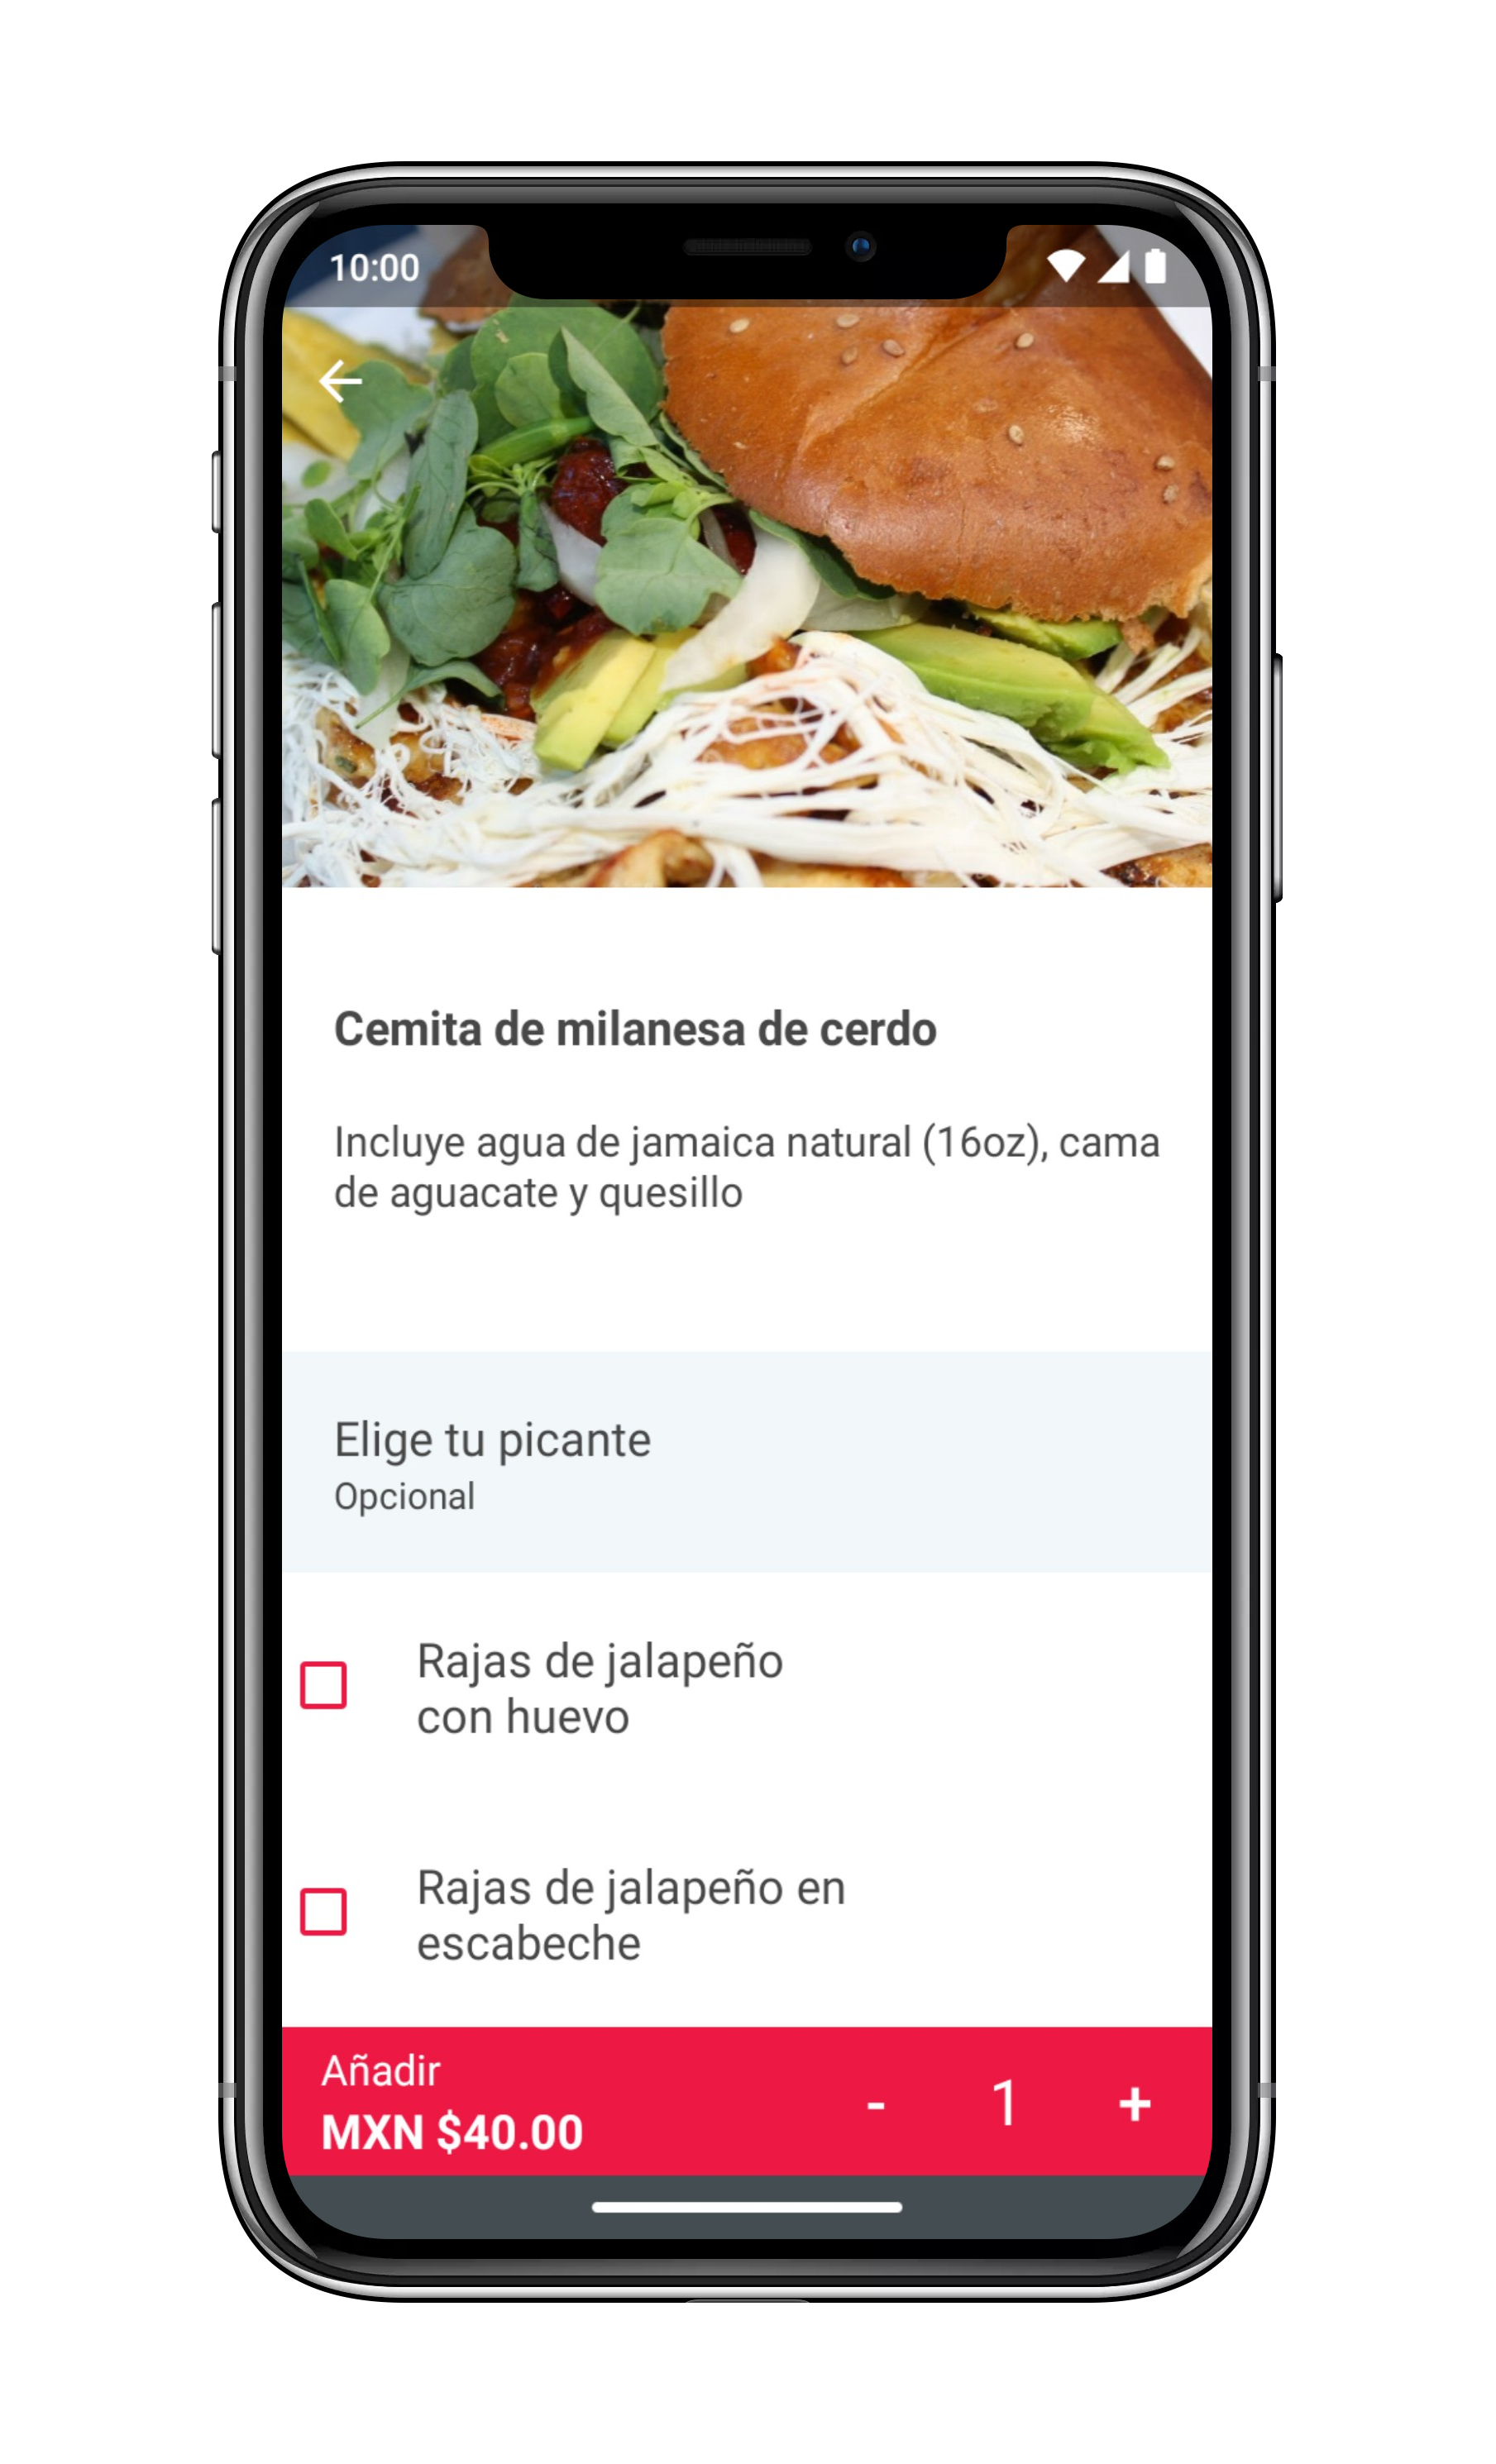 10:00
Cemita de milanesa de cerdo
Incluye agua de jamaica natural (16oz), cama
de aguacate y quesillo
Elige tu picante
Opcional
Rajas de jalapeño
con huevo
Rajas de jalapeño en
escabeche
Añadir
MXN $40.00
- 1 +